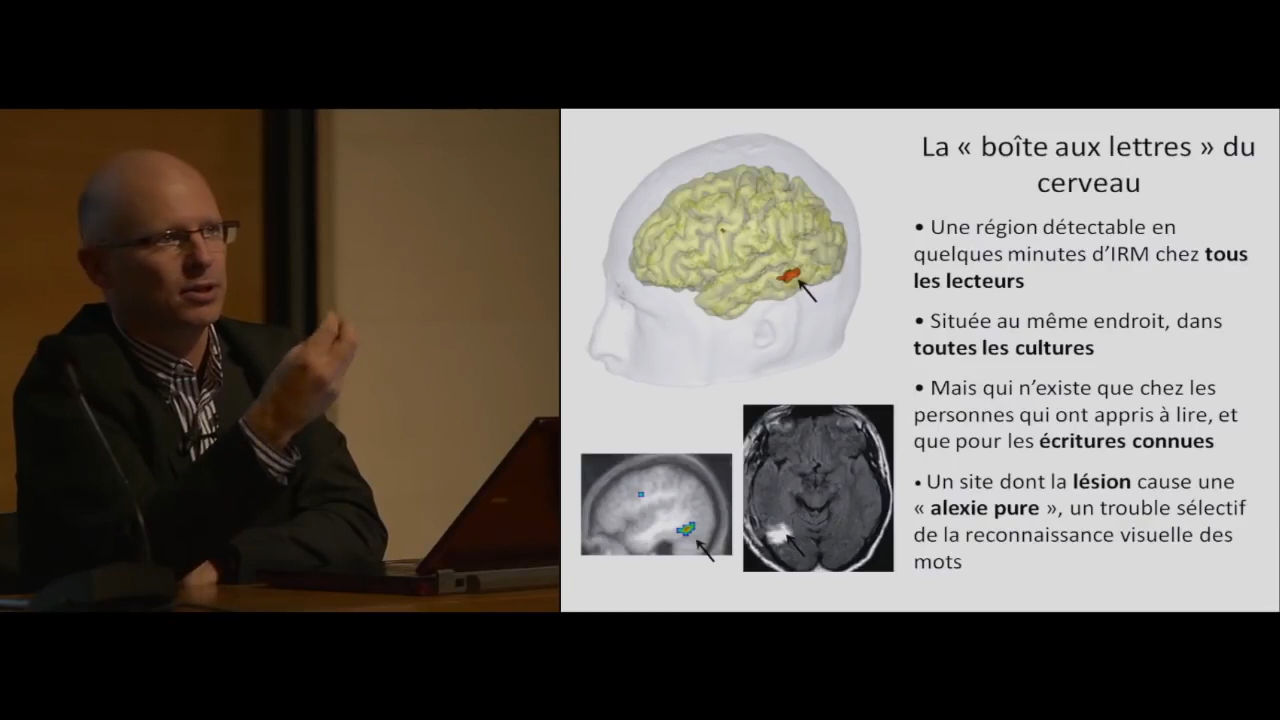 La « boîte aux lettres » du
cerveau
• Une région détectable en
quelques minutes d'IRM chez tous
les lecteurs
• Située au même endroit, dans
toutes les cultures
• Mais qui n'existe que chez les
personnes qui ont appris à lire, et
que pour les écritures connues
• Un site dont la lésion cause une
« alexie pure », un trouble sélectif
de la reconnaissance visuelle des
mots